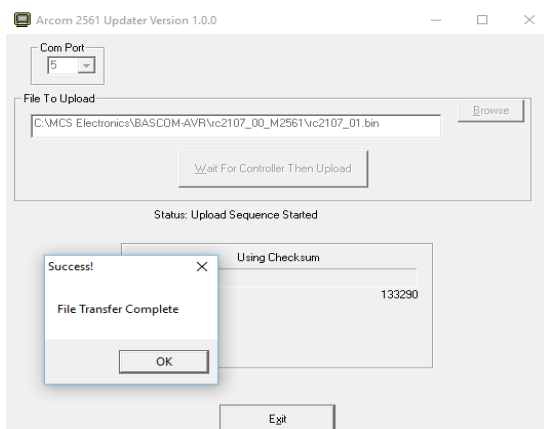 Arcom 2561 Updater Version 1.0.0
Com Port
5
File To Upload
C:\MCS Electronics\BASCOM-AVR\rc2107_00_M2561\rc2107_01.bin
Browse
Wait For Controller Then Upload
Status: Upload Sequence Started
Using Checksum
133290
Success!
File Transfer Complete
OK
Exit